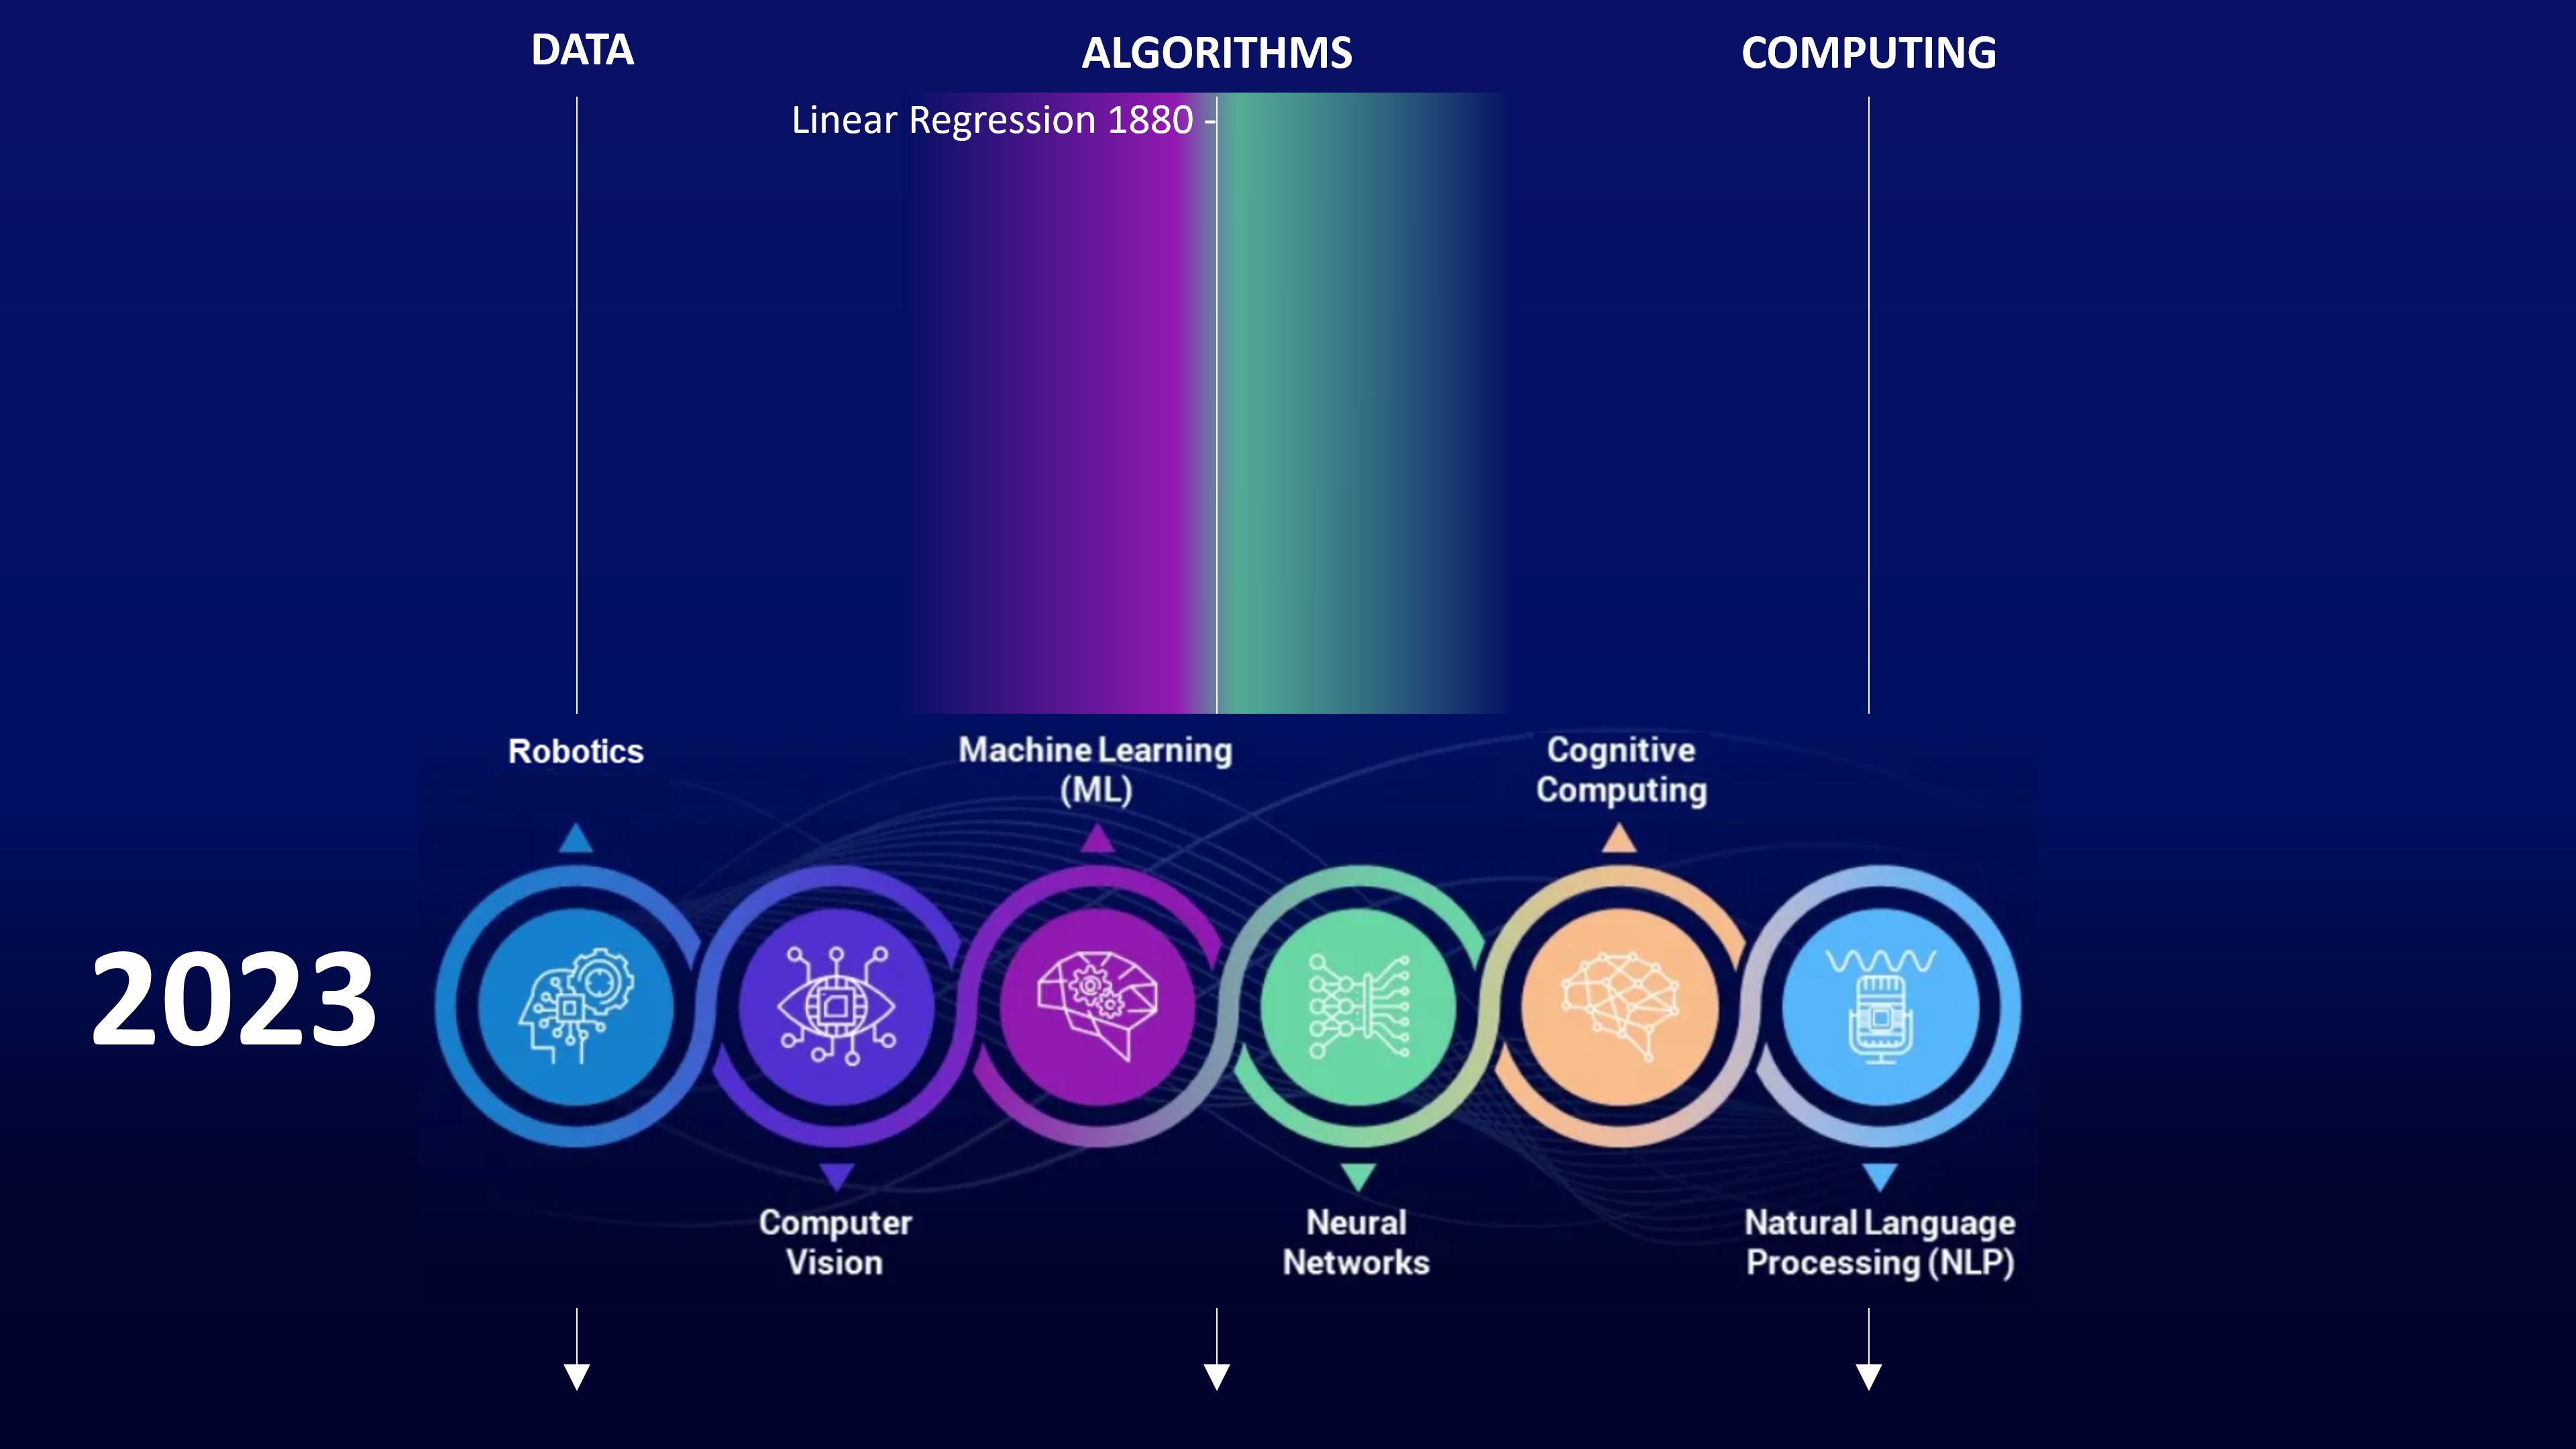 DATA
ALGORITHMS
COMPUTING
Linear Regression 1880 -
Robotics
Machine Learning
(ML)
Cognitive
Computing
2023
Computer
Vision
Neural
Networks
Natural Language
Processing (NLP)